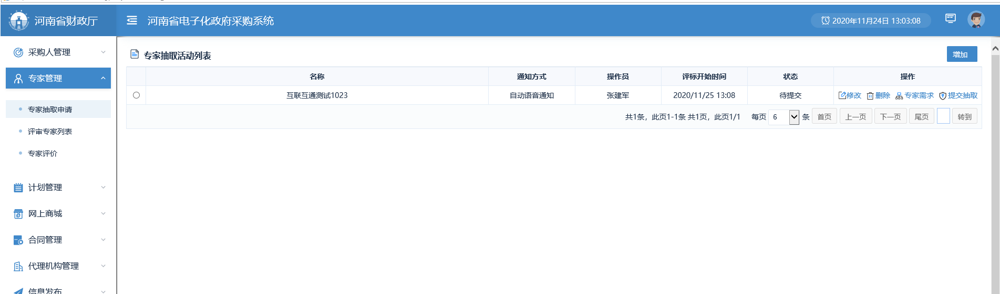 河南省财政厅
河南省电子化政府采购系统
2020年11月24日 13:03:08
采购人管理
专家管理
专家抽取申请
评审专家列表
专家评价
计划管理
网上商城
合同管理
代理机构管理
信息发布
专家抽取活动列表
增加
名称 通知方式 操作员 评标开始时间 状态 操作
互联互通测试1023 自动语音通知 张建军 2020/11/25 13:08 待提交 修改 删除 专家需求 提交抽取
共1条，此页1-1条 共1页，此页1/1 每页 6 条 首页 上一页 下一页 尾页 转到